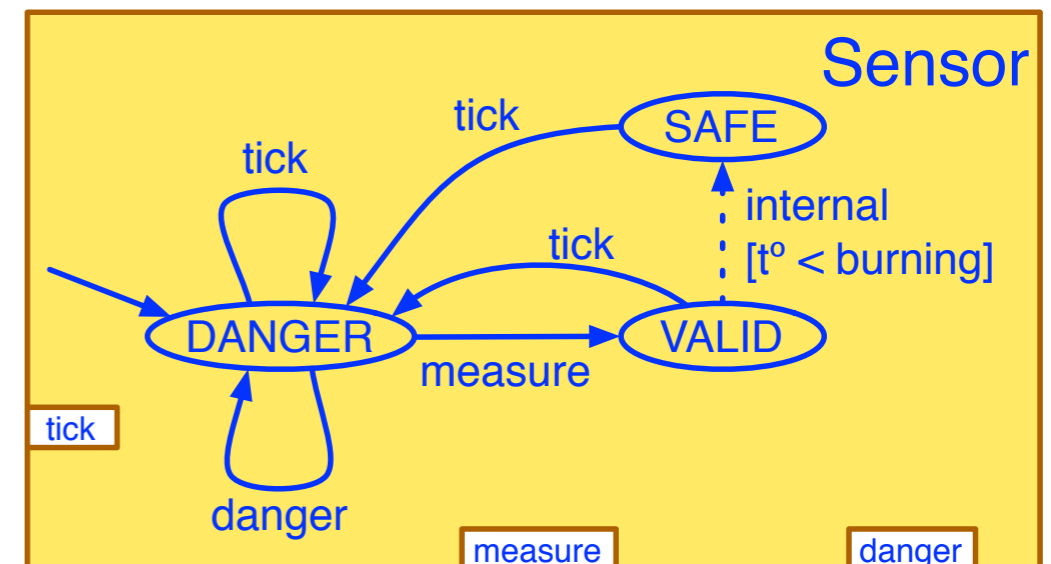 Sensor
tick
SAFE
tick
internal
[tº < burning]
tick
DANGER
VALID
measure
tick
danger
measure
danger